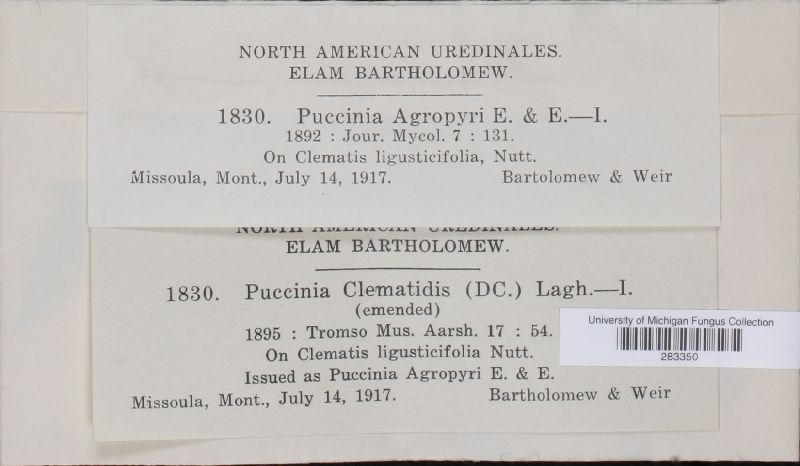 NORTH AMERICAN UREDINALES.
ELAM BARTHOLOMEW.
1830. Puccinia Agropyri E. & E.—I.
1892 : Jour. Mycol. 7 : 131.
On Clematis ligusticifolia, Nutt.
Missoula, Mont., July 14, 1917. Bartolomew & Weir
NORTH AMERICAN UREDINALES.
ELAM BARTHOLOMEW.
1830. Puccinia Clematidis (DC.) Lagh.—I.
(emended)
1895 : Tromso Mus. Aarsh. 17 : 54.
On Clematis ligusticifolia Nutt.
Issued as Puccinia Agropyri E. & E.
Missoula, Mont., July 14, 1917. Bartholomew & Weir
University of Michigan Fungus Collection
283350